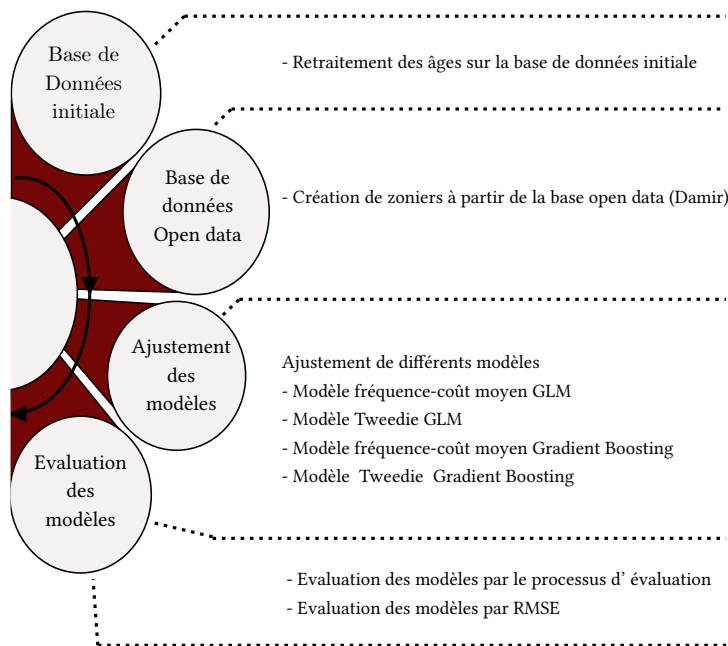 Base de
Données
initiale
- Retraitement des âges sur la base de données initiale
Base de
données
Open data
- Création de zoniers à partir de la base open data (Damir)
Ajustement
des
modèles
Ajustement de différents modèles
- Modèle fréquence-coût moyen GLM
- Modèle Tweedie GLM
- Modèle fréquence-coût moyen Gradient Boosting
- Modèle Tweedie Gradient Boosting
Evaluation
des
modèles
- Evaluation des modèles par le processus d' évaluation
- Evaluation des modèles par RMSE